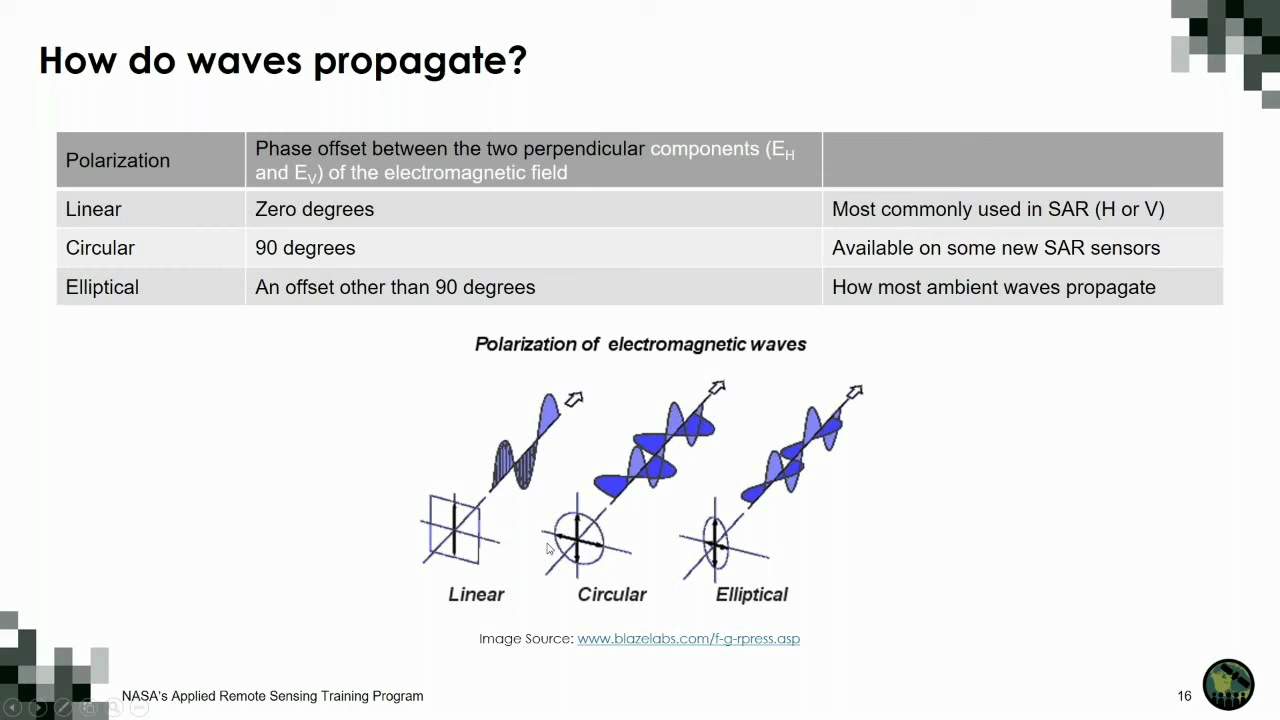 How do waves propagate?
Polarization
Phase offset between the two perpendicular components (EH
and EV) of the electromagnetic field
Linear
Zero degrees
Most commonly used in SAR (H or V)
Circular
90 degrees
Available on some new SAR sensors
Elliptical
An offset other than 90 degrees
How most ambient waves propagate
Polarization of electromagnetic waves
Linear
Circular
Elliptical
Image Source: www.blazelabs.com/f-g-rpress.asp
NASA's Applied Remote Sensing Training Program
16